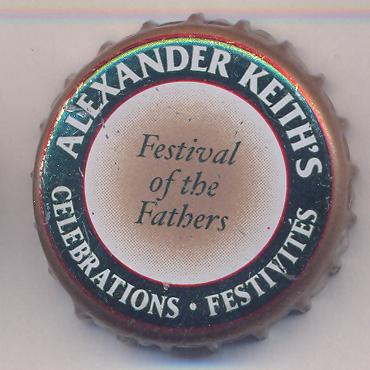 ALEXANDER KEITH'S
Festival
of the
Fathers
CELEBRATIONS · FESTIVITÉS